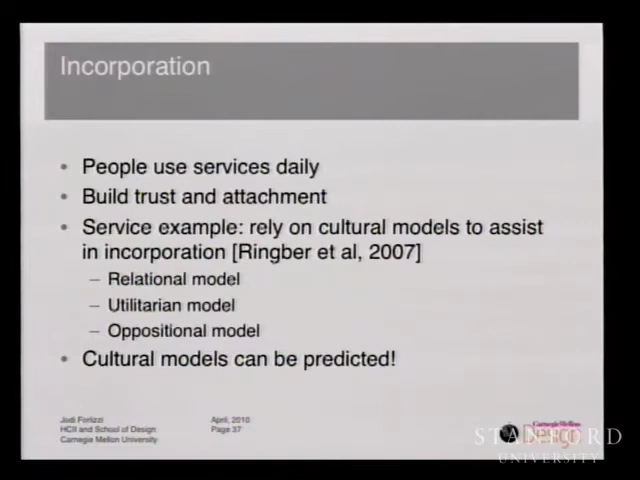 Incorporation
• People use services daily
• Build trust and attachment
• Service example: rely on cultural models to assist
in incorporation [Ringber et al, 2007]
– Relational model
– Utilitarian model
– Oppositional model
• Cultural models can be predicted!
Jodi Forlizzi
HCII and School of Design
Carnegie Mellon University
April, 2010
Page 37
Carnegie Mellon
Design
STANFORD
UNIVERSITY